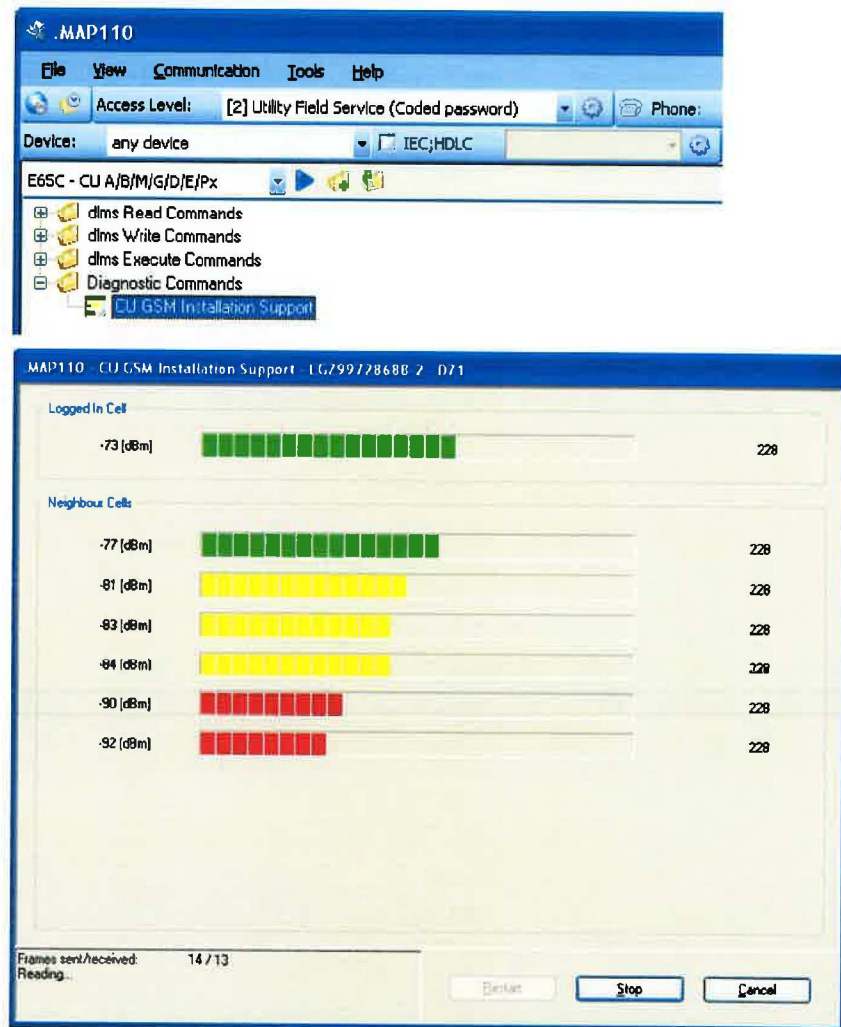 .MAP110
File View Communication Tools Help
Access Level: [2] Utility Field Service (Coded password) Phone:
Device: any device IEC;HDLC
E65C - CU A/B/M/G/D/E/Px
dlms Read Commands
dlms Write Commands
dlms Execute Commands
Diagnostic Commands
CU GSM Installation Support
MAP110 - CU GSM Installation Support - LGZ99728688-2 - D71
Logged In Cell
-73 [dBm] 228
Neighbour Cells
-77 [dBm] 228
-81 [dBm] 228
-83 [dBm] 228
-84 [dBm] 228
-90 [dBm] 228
-92 [dBm] 228
Frames sent/received: 14 / 13
Reading...
Restart Stop Cancel